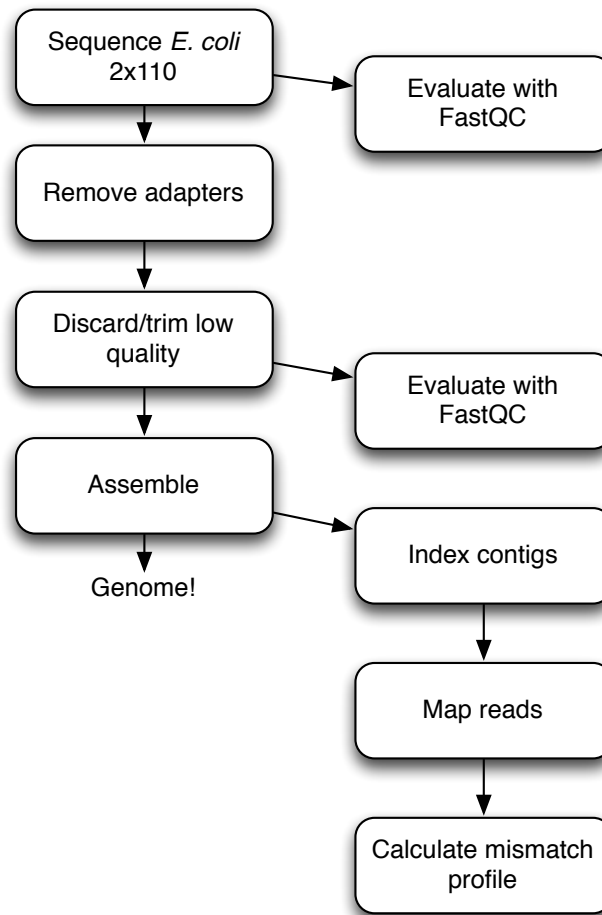 Sequence E. coli
2x110
Evaluate with
FastQC
Remove adapters
Discard/trim low
quality
Evaluate with
FastQC
Assemble
Index contigs
Genome!
Map reads
Calculate mismatch
profile